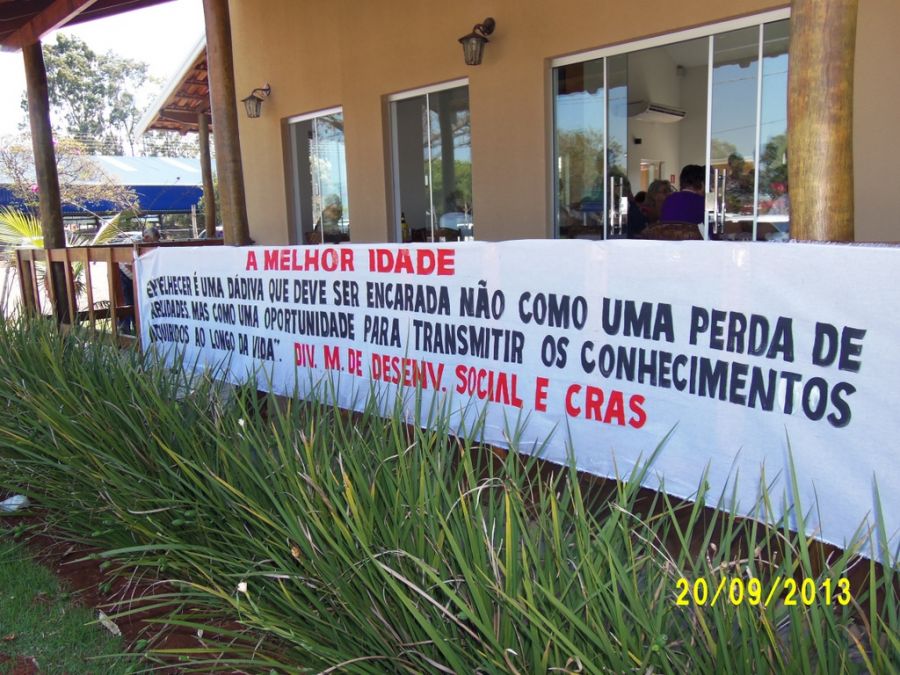 A MELHOR IDADE
"ENVELHECER É UMA DÁDIVA QUE DEVE SER ENCARADA NÃO COMO UMA PERDA DE
HABILIDADES MAS COMO UMA OPORTUNIDADE PARA TRANSMITIR OS CONHECIMENTOS
ADQUIRIDOS AO LONGO DA VIDA". DIV. M. DE DESENV. SOCIAL E CRAS
20/09/2013